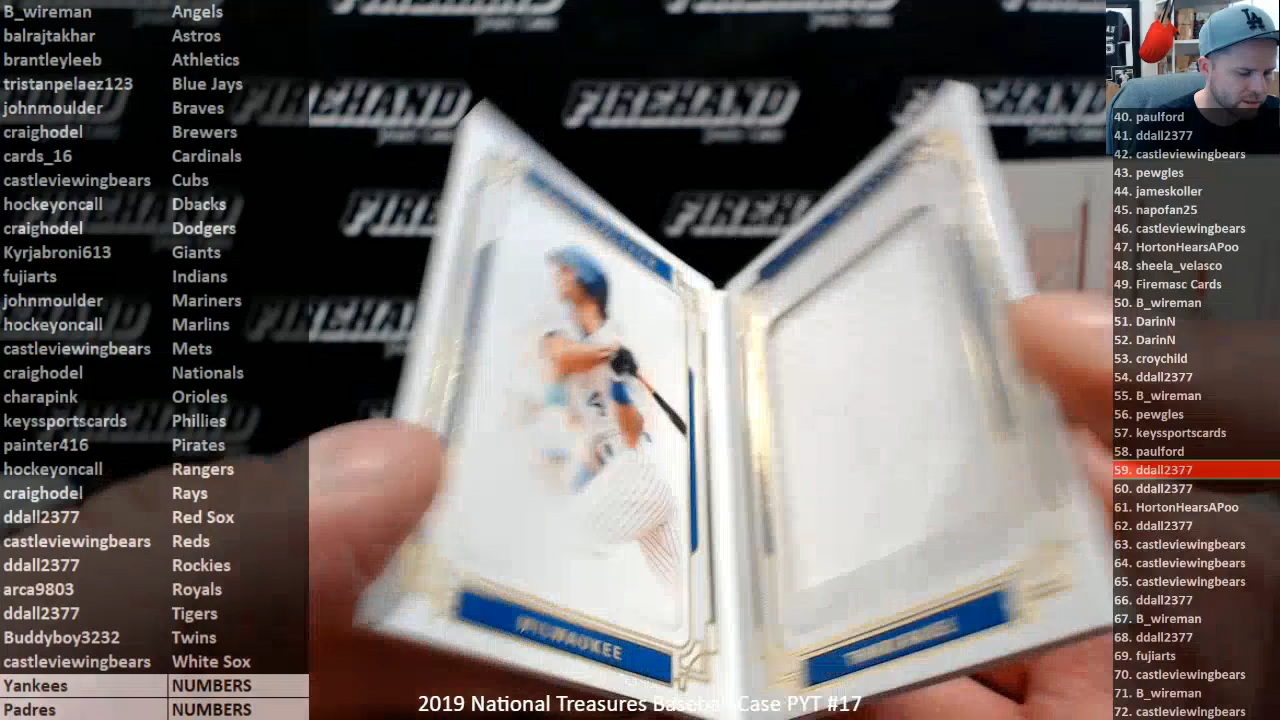 B_wireman Angels
balrajtakhar Astros
brantleyleeb Athletics
tristanpelaez123 Blue Jays
johnmoulder Braves
craighodel Brewers
cards_16 Cardinals
castleviewingbears Cubs
hockeyoncall Dbacks
craighodel Dodgers
Kyrjabroni613 Giants
fujiarts Indians
johnmoulder Mariners
hockeyoncall Marlins
castleviewingbears Mets
craighodel Nationals
charapink Orioles
keyssportscards Phillies
painter416 Pirates
hockeyoncall Rangers
craighodel Rays
ddall2377 Red Sox
castleviewingbears Reds
ddall2377 Rockies
arca9803 Royals
ddall2377 Tigers
Buddyboy3232 Twins
castleviewingbears White Sox
Yankees NUMBERS
Padres NUMBERS
FIREHAND
FIREHAND
FIREHAND
MILWAUKEE
2019 National Treasures Baseball Case PYT #17
LA
40. paulford
41. ddall2377
42. castleviewingbears
43. pewgles
44. jameskoller
45. napofan25
46. castleviewingbears
47. HortonHearsAPoo
48. sheela_velasco
49. Firemasc Cards
50. B_wireman
51. DarinN
52. DarinN
53. croychild
54. ddall2377
55. B_wireman
56. pewgles
57. keyssportscards
58. paulford
59. ddall2377
60. ddall2377
61. HortonHearsAPoo
62. ddall2377
63. castleviewingbears
64. castleviewingbears
65. castleviewingbears
66. ddall2377
67. B_wireman
68. ddall2377
69. fujiarts
70. castleviewingbears
71. B_wireman
72. castleviewingbears